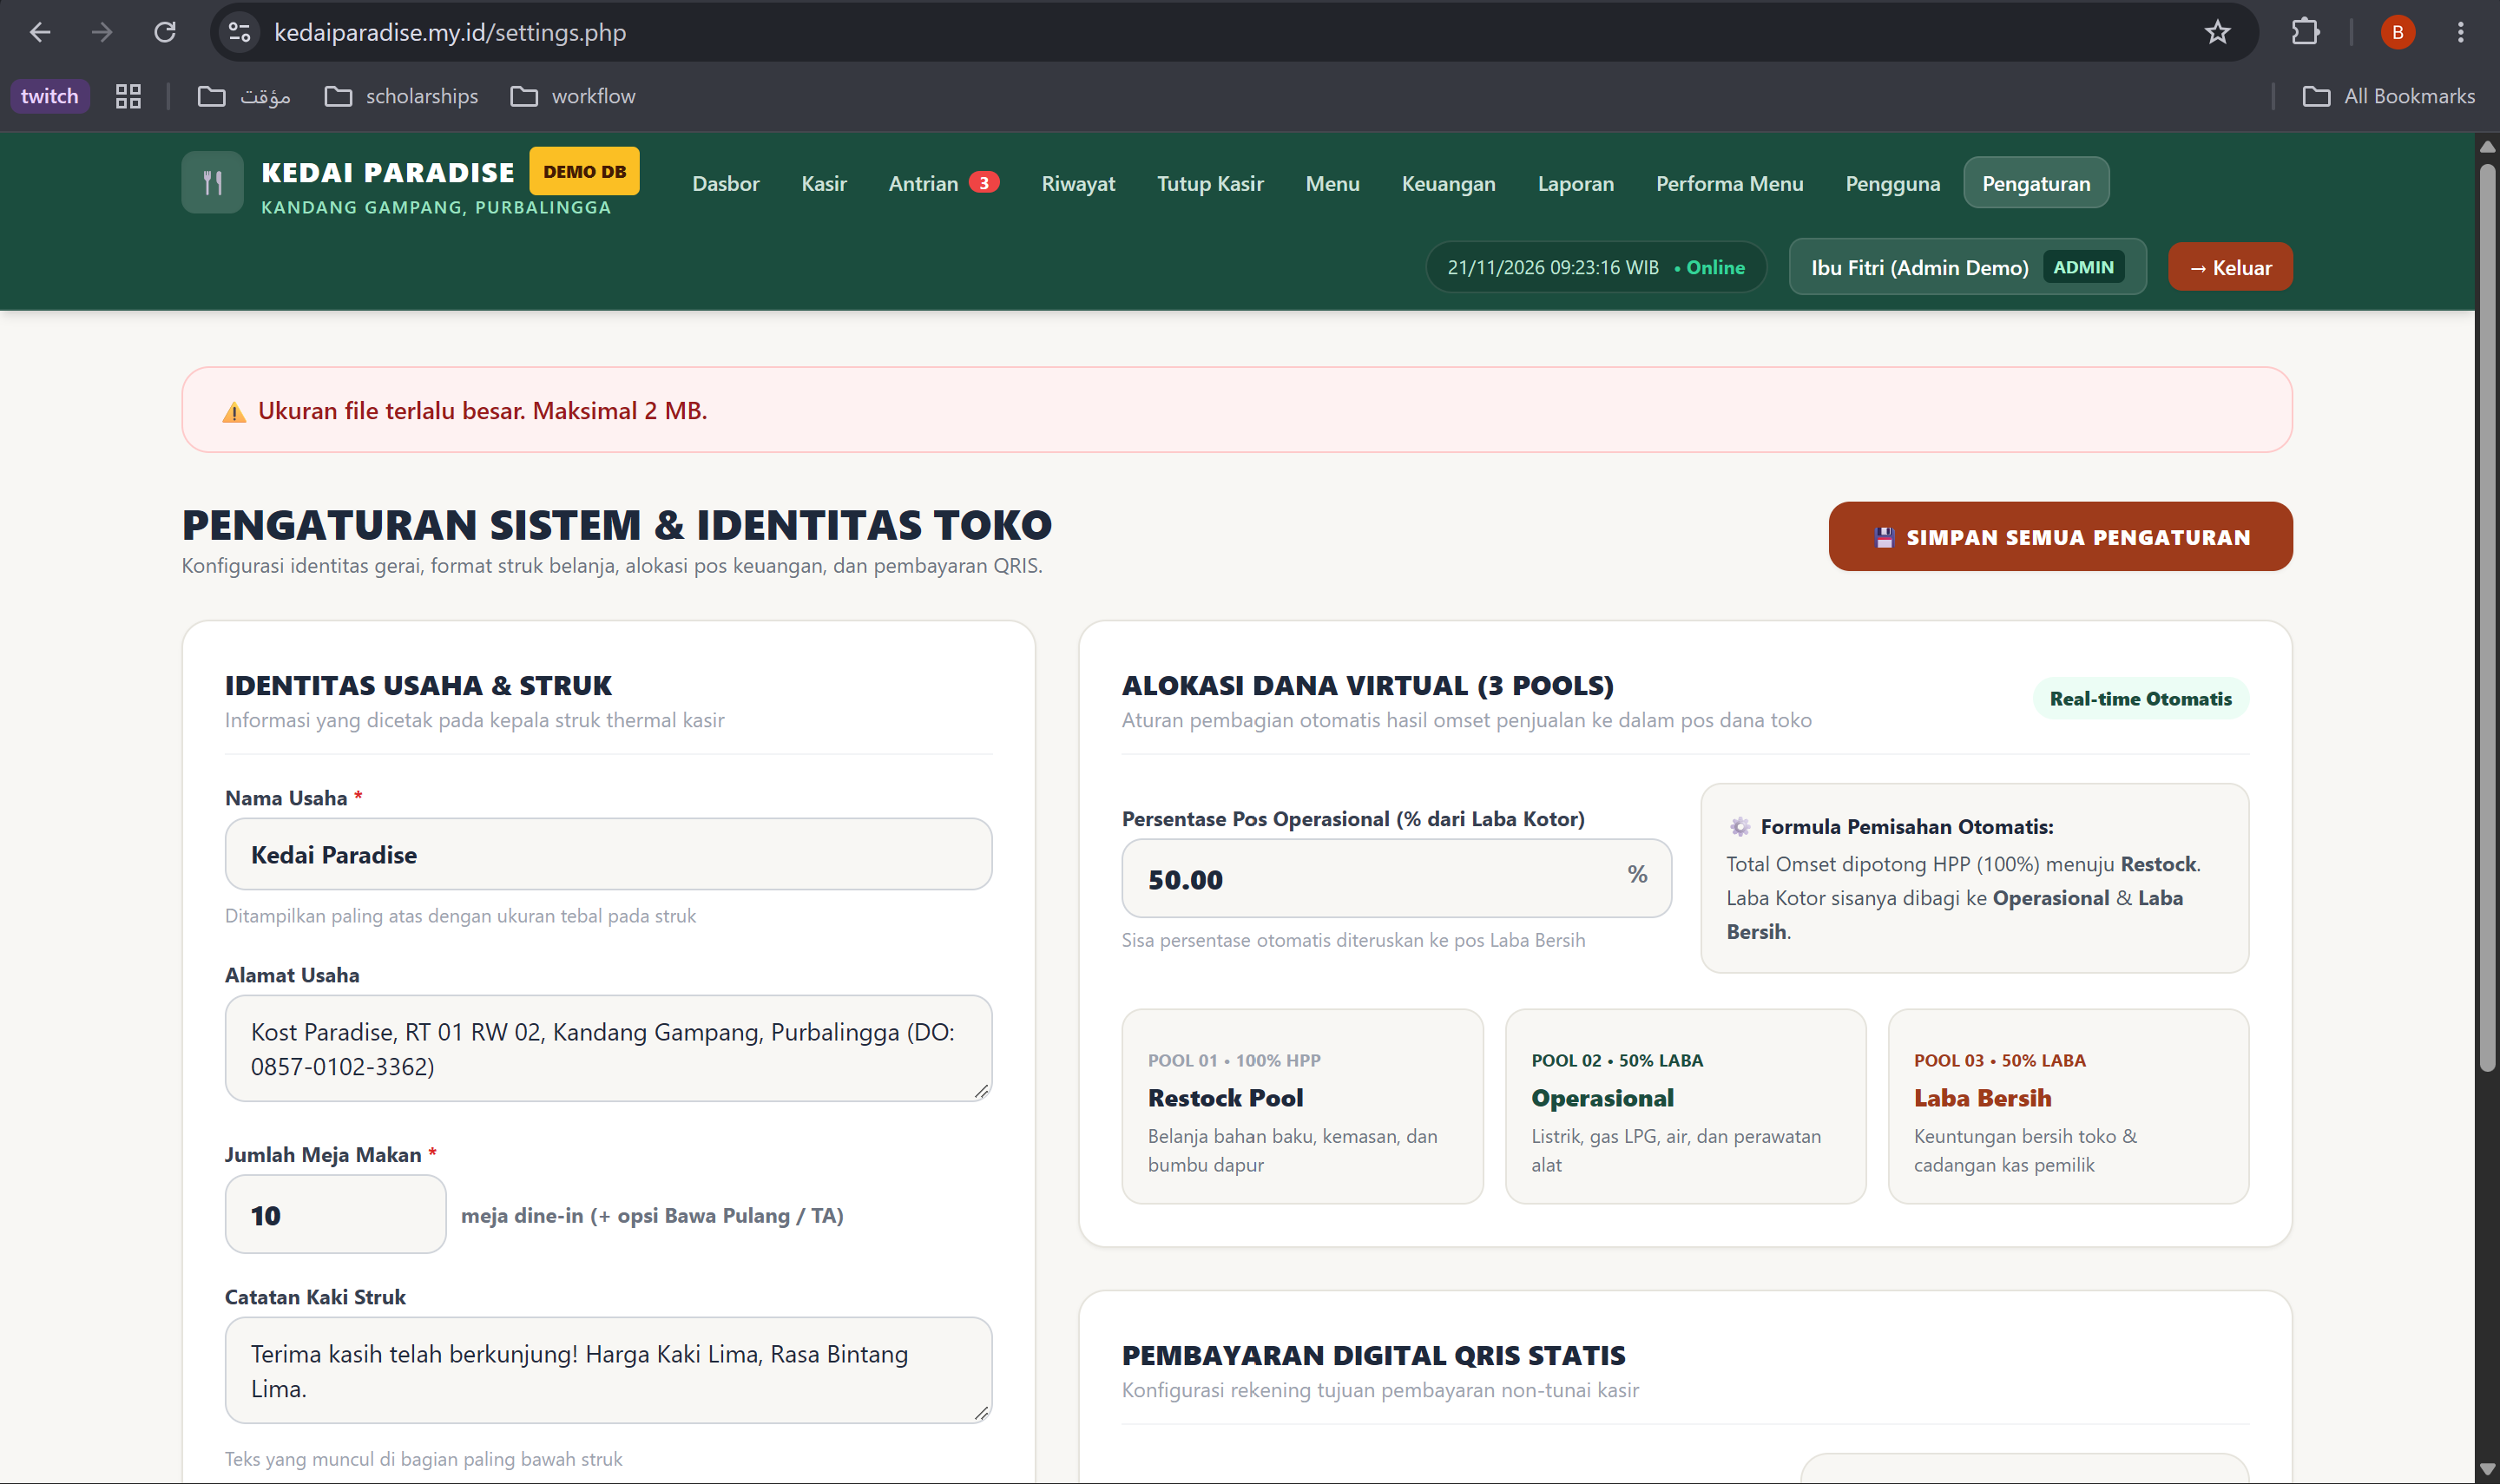 kedaiparadise.my.id/settings.php
B
twitch
مؤقت
scholarships
workflow
All Bookmarks
KEDAI PARADISE
DEMO DB
KANDANG GAMPANG, PURBALINGGA
Dasbor
Kasir
Antrian 3
Riwayat
Tutup Kasir
Menu
Keuangan
Laporan
Performa Menu
Pengguna
Pengaturan
21/11/2026 09:23:16 WIB • Online
Ibu Fitri (Admin Demo) ADMIN
→ Keluar
⚠️ Ukuran file terlalu besar. Maksimal 2 MB.
PENGATURAN SISTEM & IDENTITAS TOKO
Konfigurasi identitas gerai, format struk belanja, alokasi pos keuangan, dan pembayaran QRIS.
💾 SIMPAN SEMUA PENGATURAN
IDENTITAS USAHA & STRUK
Informasi yang dicetak pada kepala struk thermal kasir
Nama Usaha *
Kedai Paradise
Ditampilkan paling atas dengan ukuran tebal pada struk
Alamat Usaha
Kost Paradise, RT 01 RW 02, Kandang Gampang, Purbalingga (DO:
0857-0102-3362)
Jumlah Meja Makan *
10
meja dine-in (+ opsi Bawa Pulang / TA)
Catatan Kaki Struk
Terima kasih telah berkunjung! Harga Kaki Lima, Rasa Bintang
Lima.
Teks yang muncul di bagian paling bawah struk
ALOKASI DANA VIRTUAL (3 POOLS)
Aturan pembagian otomatis hasil omset penjualan ke dalam pos dana toko
Real-time Otomatis
Persentase Pos Operasional (% dari Laba Kotor)
50.00 %
Sisa persentase otomatis diteruskan ke pos Laba Bersih
⚙️ Formula Pemisahan Otomatis:
Total Omset dipotong HPP (100%) menuju Restock.
Laba Kotor sisanya dibagi ke Operasional & Laba
Bersih.
POOL 01 • 100% HPP
Restock Pool
Belanja bahan baku, kemasan, dan
bumbu dapur
POOL 02 • 50% LABA
Operasional
Listrik, gas LPG, air, dan perawatan
alat
POOL 03 • 50% LABA
Laba Bersih
Keuntungan bersih toko &
cadangan kas pemilik
PEMBAYARAN DIGITAL QRIS STATIS
Konfigurasi rekening tujuan pembayaran non-tunai kasir